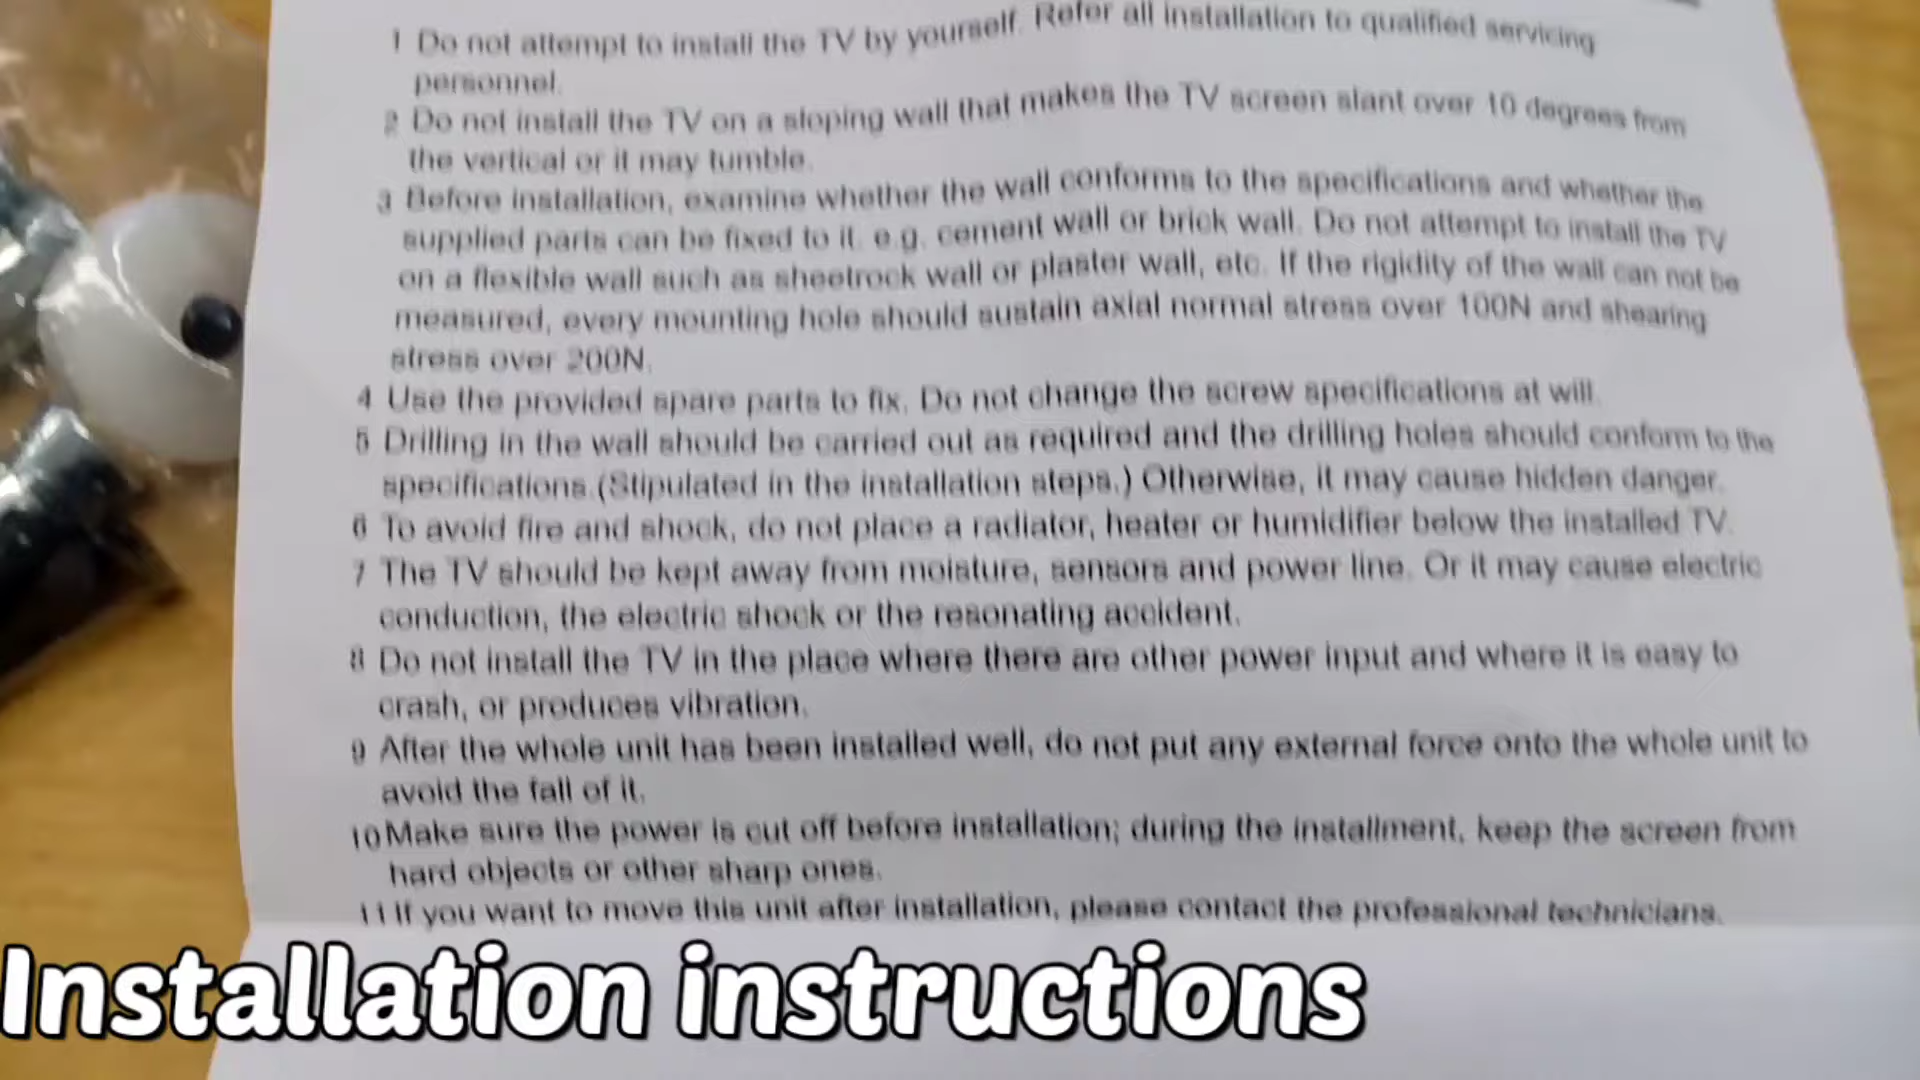 1 Do not attempt to install the TV by yourself. Refer all installation to qualified servicing
personnel.
2 Do not install the TV on a sloping wall that makes the TV screen slant over 10 degrees from
the vertical or it may tumble.
3 Before installation, examine whether the wall conforms to the specifications and whether the
supplied parts can be fixed to it. e.g. cement wall or brick wall. Do not attempt to install the TV
on a flexible wall such as sheetrock wall or plaster wall, etc. If the rigidity of the wall can not be
measured, every mounting hole should sustain axial normal stress over 100N and shearing
stress over 200N.
4 Use the provided spare parts to fix. Do not change the screw specifications at will.
5 Drilling in the wall should be carried out as required and the drilling holes should conform to the
specifications.(Stipulated in the installation steps.) Otherwise, it may cause hidden danger.
6 To avoid fire and shock, do not place a radiator, heater or humidifier below the installed TV.
7 The TV should be kept away from moisture, sensors and power line. Or it may cause electric
conduction, the electric shock or the resonating accident.
8 Do not install the TV in the place where there are other power input and where it is easy to
crash, or produces vibration.
9 After the whole unit has been installed well, do not put any external force onto the whole unit to
avoid the fall of it.
10 Make sure the power is cut off before installation; during the installment, keep the screen from
hard objects or other sharp ones.
11 If you want to move this unit after installation, please contact the professional technicians.
Installation instructions